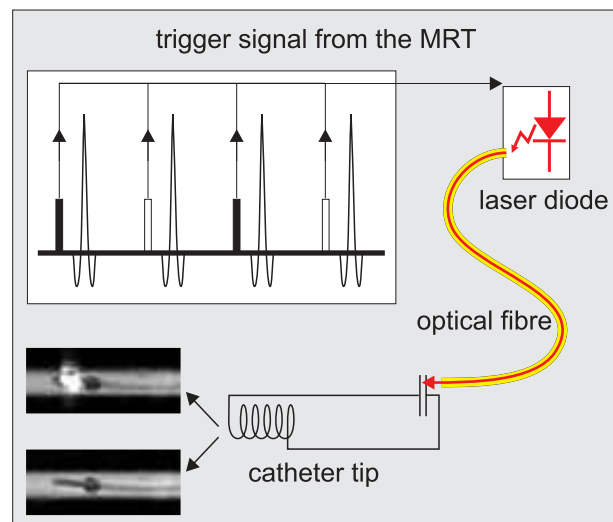 trigger signal from the MRT
laser diode
optical fibre
catheter tip